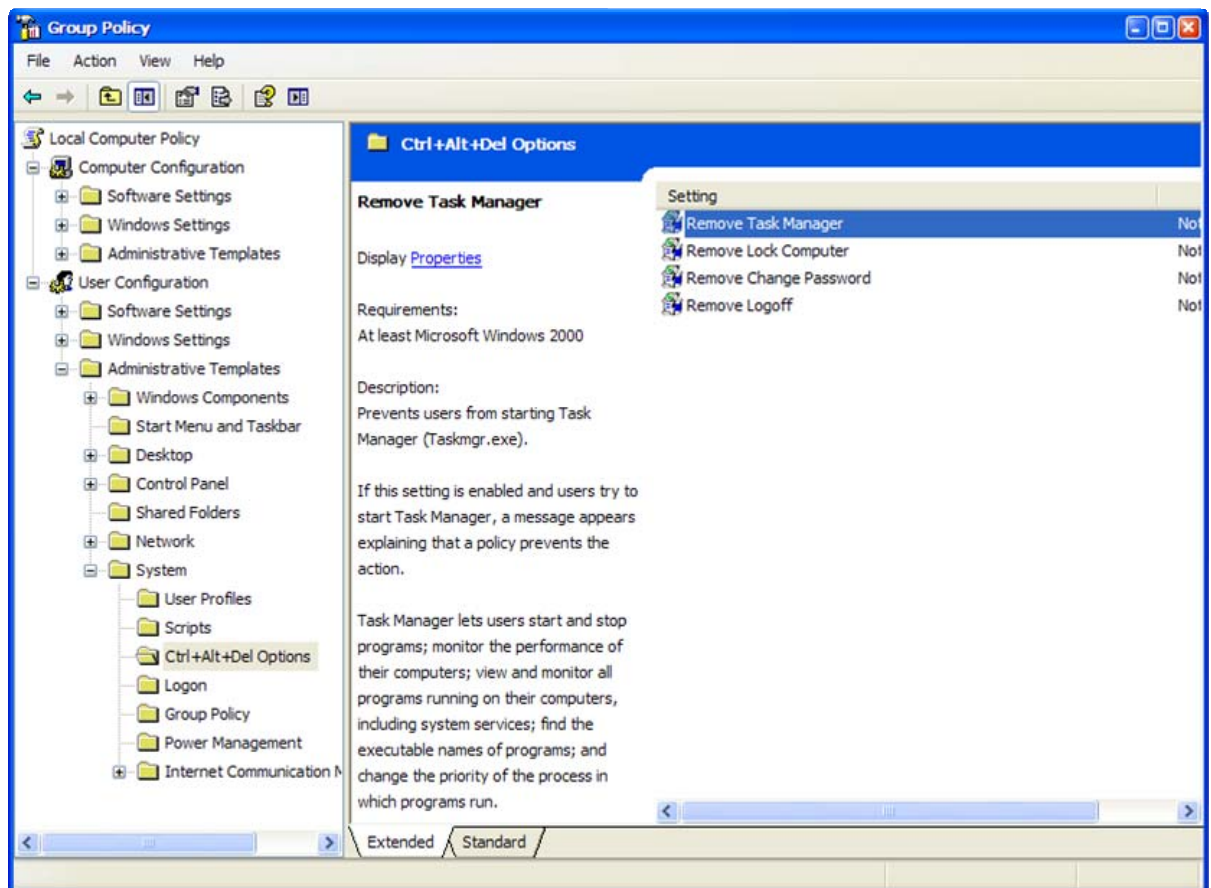 Group Policy
File Action View Help
Local Computer Policy
Computer Configuration
Software Settings
Windows Settings
Administrative Templates
User Configuration
Software Settings
Windows Settings
Administrative Templates
Windows Components
Start Menu and Taskbar
Desktop
Control Panel
Shared Folders
Network
System
User Profiles
Scripts
Ctrl+Alt+Del Options
Logon
Group Policy
Power Management
Internet Communication M
Ctrl+Alt+Del Options
Remove Task Manager
Display Properties
Requirements:
At least Microsoft Windows 2000
Description:
Prevents users from starting Task
Manager (Taskmgr.exe).
If this setting is enabled and users try to
start Task Manager, a message appears
explaining that a policy prevents the
action.
Task Manager lets users start and stop
programs; monitor the performance of
their computers; view and monitor all
programs running on their computers,
including system services; find the
executable names of programs; and
change the priority of the process in
which programs run.
Setting
Remove Task Manager Not
Remove Lock Computer Not
Remove Change Password Not
Remove Logoff Not
Extended Standard